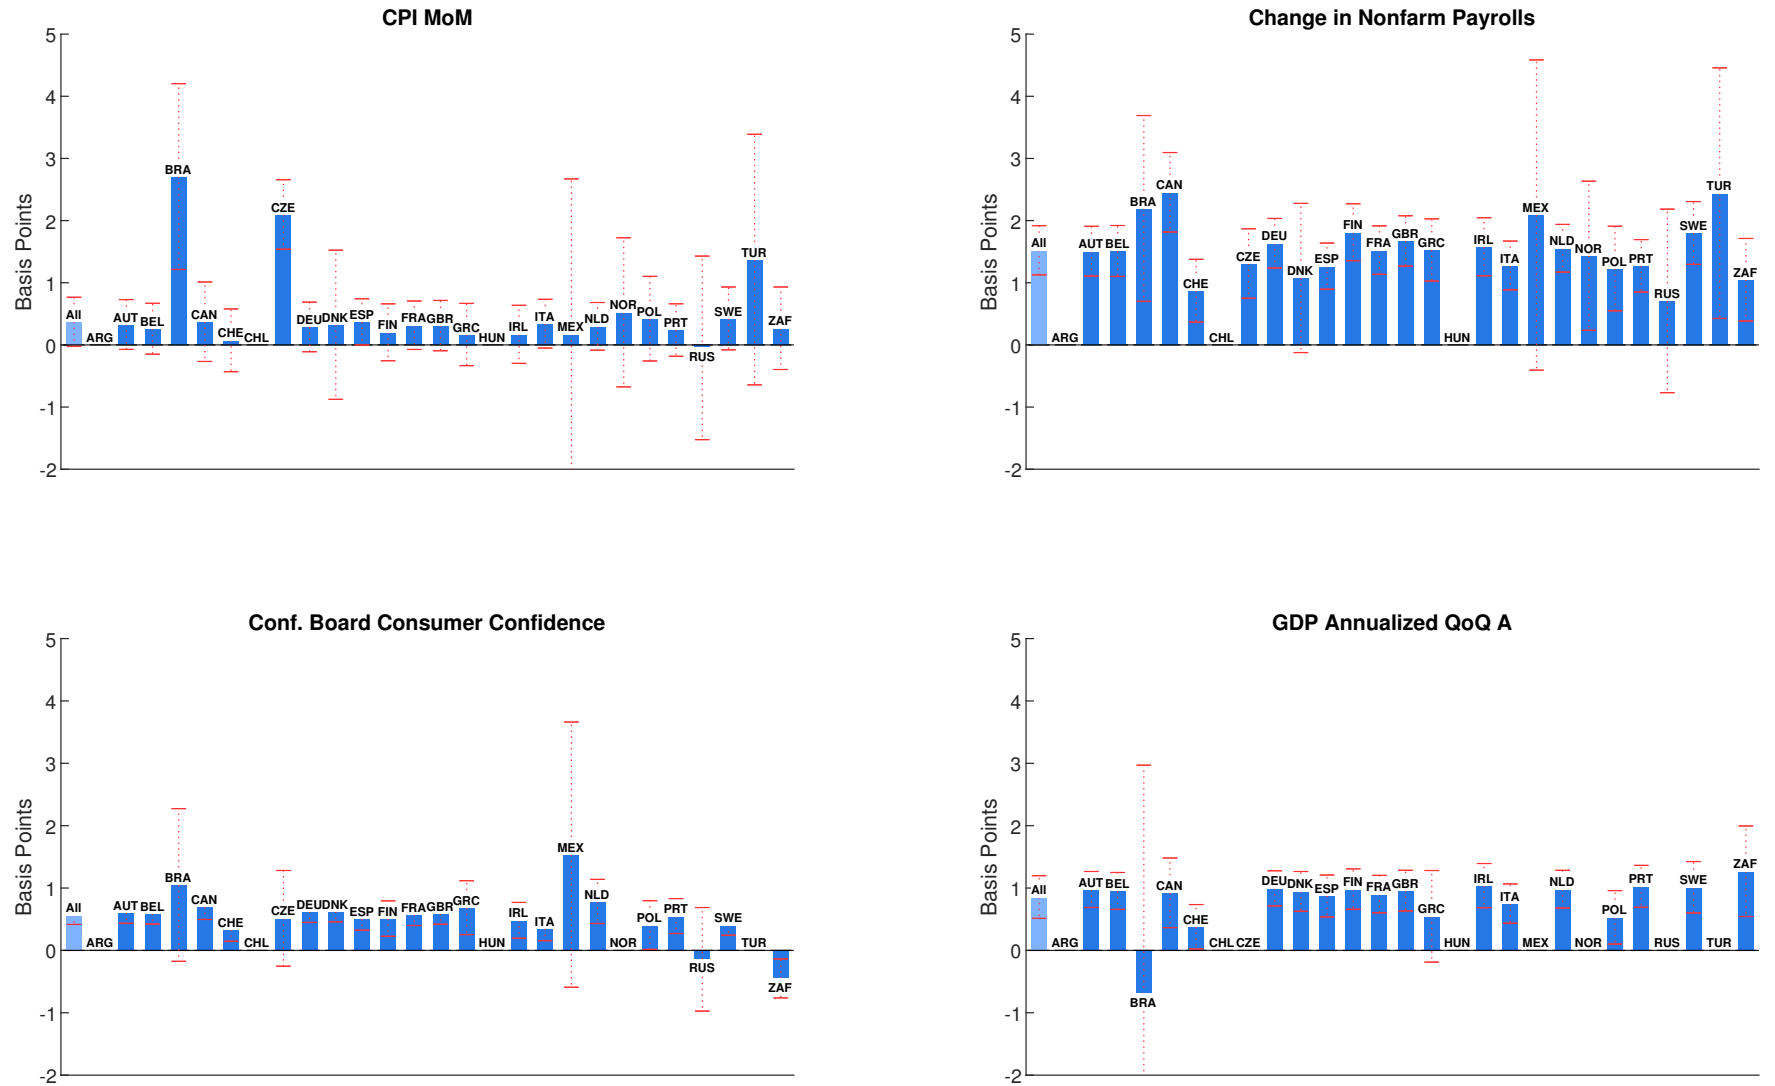 CPI MoM
Basis Points
5
4
3
2
1
0
-1
-2
All
ARG
AUT
BEL
BRA
CAN
CHE
CHL
CZE
DEU
DNK
ESP
FIN
FRA
GBR
GRC
HUN
IRL
ITA
MEX
NLD
NOR
POL
PRT
RUS
SWE
TUR
ZAF
Change in Nonfarm Payrolls
Basis Points
5
4
3
2
1
0
-1
-2
All
ARG
AUT
BEL
BRA
CAN
CHE
CHL
CZE
DEU
DNK
ESP
FIN
FRA
GBR
GRC
HUN
IRL
ITA
MEX
NLD
NOR
POL
PRT
RUS
SWE
TUR
ZAF
Conf. Board Consumer Confidence
Basis Points
5
4
3
2
1
0
-1
-2
All
ARG
AUT
BEL
BRA
CAN
CHE
CHL
CZE
DEU
DNK
ESP
FIN
FRA
GBR
GRC
HUN
IRL
ITA
MEX
NLD
NOR
POL
PRT
RUS
SWE
TUR
ZAF
GDP Annualized QoQ A
Basis Points
5
4
3
2
1
0
-1
-2
All
ARG
AUT
BEL
BRA
CAN
CHE
CHL
CZE
DEU
DNK
ESP
FIN
FRA
GBR
GRC
HUN
IRL
ITA
MEX
NLD
NOR
POL
PRT
RUS
SWE
TUR
ZAF